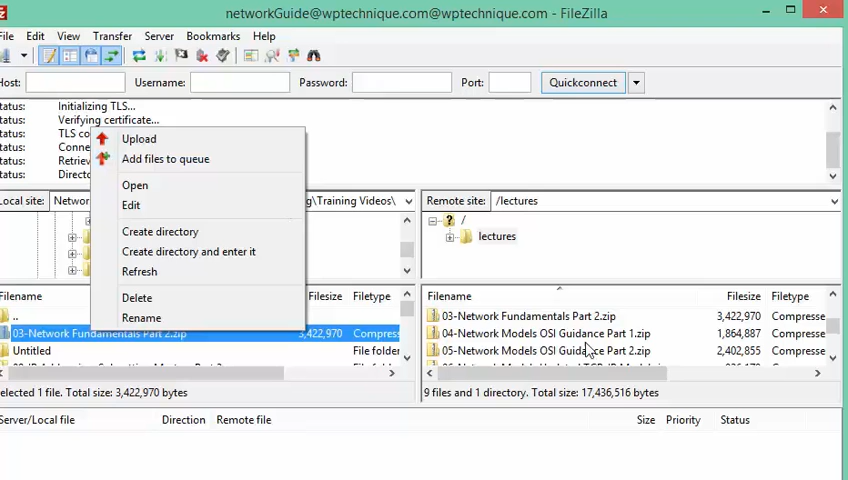 networkGuide@wptechnique.com@wptechnique.com - FileZilla
File Edit View Transfer Server Bookmarks Help
Host: Username: Password: Port: Quickconnect
Status: Initializing TLS...
Status: Verifying certificate...
Status: TLS co
Status: Conne
Status: Retrie
Status: Directo
Upload
Add files to queue
Open
Edit
Create directory
Create directory and enter it
Refresh
Delete
Rename
Local site: Networ g\Training Videos\
Filename Filesize Filetype
..
03-Network Fundamentals Part 2.zip 3,422,970 Compress
Untitled File folder
File folder
selected 1 file. Total size: 3,422,970 bytes
Remote site: /lectures
/
lectures
Filename Filesize Filetype
03-Network Fundamentals Part 2.zip 3,422,970 Compresse
04-Network Models OSI Guidance Part 1.zip 1,864,887 Compresse
05-Network Models OSI Guidance Part 2.zip 2,402,855 Compresse
9 files and 1 directory. Total size: 17,436,516 bytes
Server/Local file Direction Remote file Size Priority Status